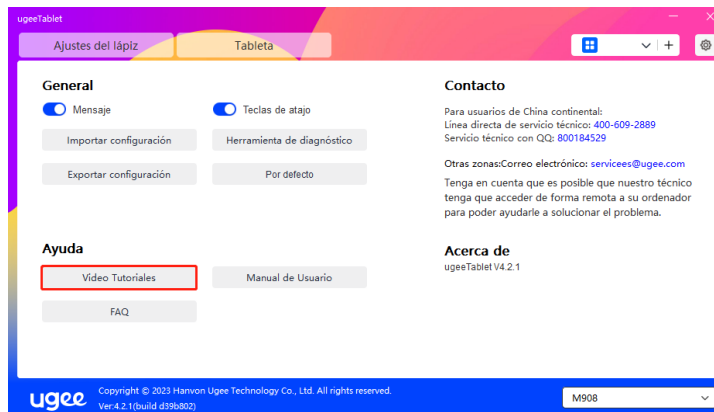 ugeeTablet
Ajustes del lápiz
Tableta
General
Mensaje
Teclas de atajo
Importar configuración
Herramienta de diagnóstico
Exportar configuración
Por defecto
Ayuda
Video Tutoriales
Manual de Usuario
FAQ
Contacto
Para usuarios de China continental:
Línea directa de servicio técnico: 400-609-2889
Servicio técnico con QQ: 800184529
Otras zonas:Correo electrónico: servicees@ugee.com
Tenga en cuenta que es posible que nuestro técnico
tenga que acceder de forma remota a su ordenador
para poder ayudarle a solucionar el problema.
Acerca de
ugeeTablet V4.2.1
ugee
Copyright © 2023 Hanvon Ugee Technology Co., Ltd. All rights reserved.
Ver:4.2.1(build d39b802)
M908